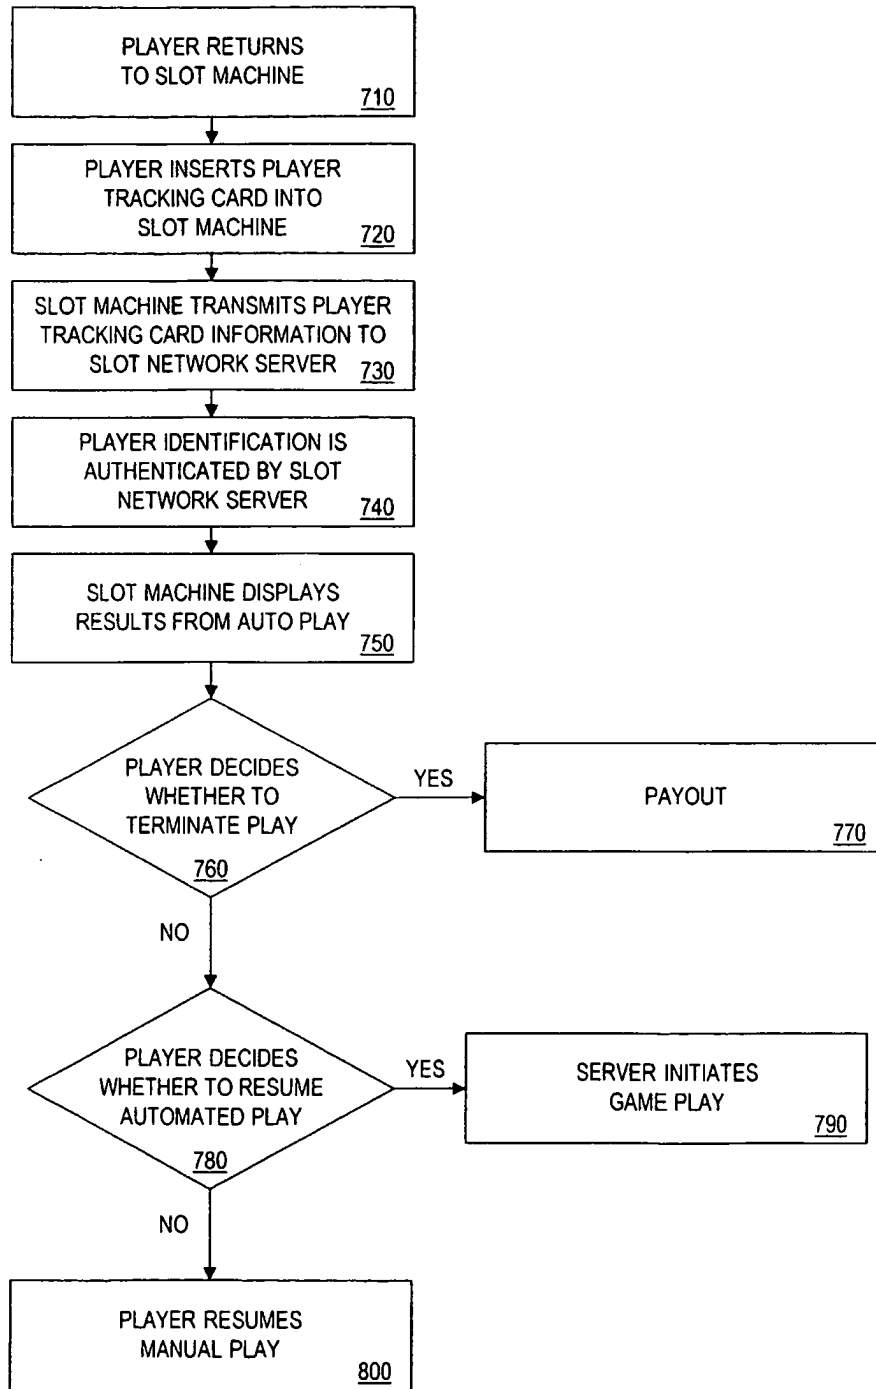 PLAYER RETURNS
TO SLOT MACHINE
710
PLAYER INSERTS PLAYER
TRACKING CARD INTO
SLOT MACHINE
720
SLOT MACHINE TRANSMITS PLAYER
TRACKING CARD INFORMATION TO
SLOT NETWORK SERVER
730
PLAYER IDENTIFICATION IS
AUTHENTICATED BY SLOT
NETWORK SERVER
740
SLOT MACHINE DISPLAYS
RESULTS FROM AUTO PLAY
750
PLAYER DECIDES
WHETHER TO
TERMINATE PLAY
760
YES
PAYOUT
770
NO
PLAYER DECIDES
WHETHER TO RESUME
AUTOMATED PLAY
780
YES
SERVER INITIATES
GAME PLAY
790
NO
PLAYER RESUMES
MANUAL PLAY
800